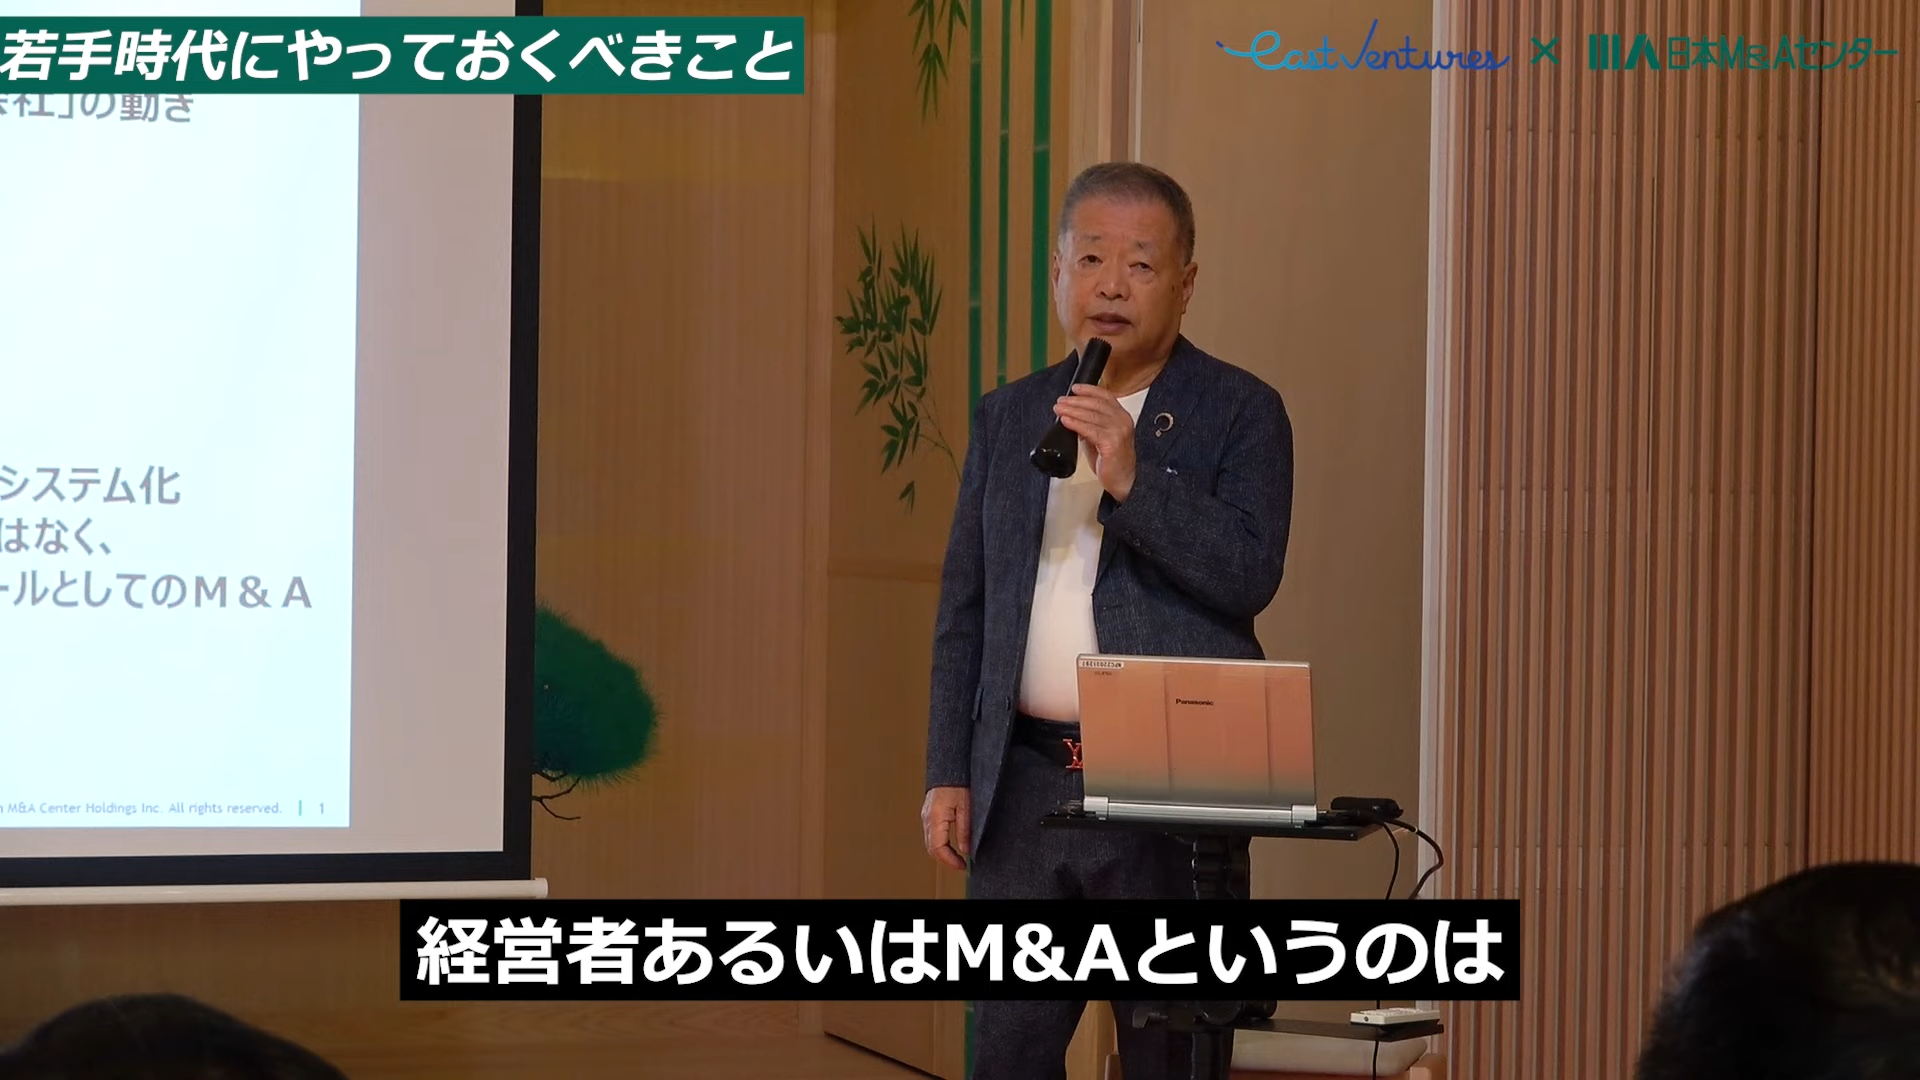 若手時代にやっておくべきこと
East Ventures × 日本M&Aセンター
会社」の動き
システム化
はなく、
ールとしてのM&A
n M&A Center Holdings Inc. All rights reserved. | 1
Panasonic
経営者あるいはM&Aというのは